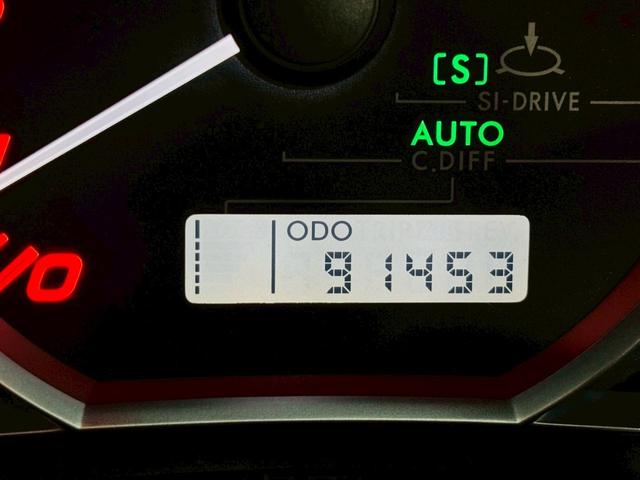 [S]
SI-DRIVE
AUTO
C.DIFF
ODO
91453